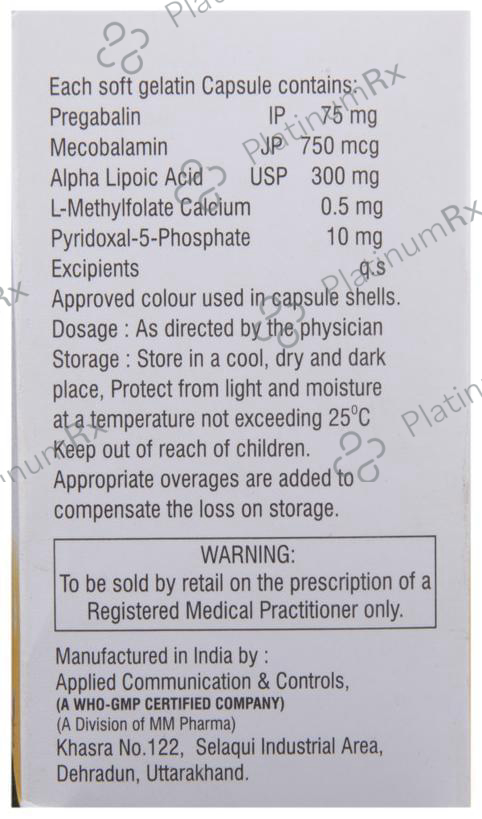 Each soft gelatin Capsule contains:
Pregabalin IP 75 mg
Mecobalamin JP 750 mcg
Alpha Lipoic Acid USP 300 mg
L-Methylfolate Calcium 0.5 mg
Pyridoxal-5-Phosphate 10 mg
Excipients q.s
Approved colour used in capsule shells.
Dosage : As directed by the physician
Storage : Store in a cool, dry and dark
place, Protect from light and moisture
at a temperature not exceeding 25⁰C
Keep out of reach of children.
Appropriate overages are added to
compensate the loss on storage.
WARNING:
To be sold by retail on the prescription of a
Registered Medical Practitioner only.
Manufactured in India by :
Applied Communication & Controls,
(A WHO-GMP CERTIFIED COMPANY)
(A Division of MM Pharma)
Khasra No.122, Selaqui Industrial Area,
Dehradun, Uttarakhand.
PlatinumRx
PlatinumRx